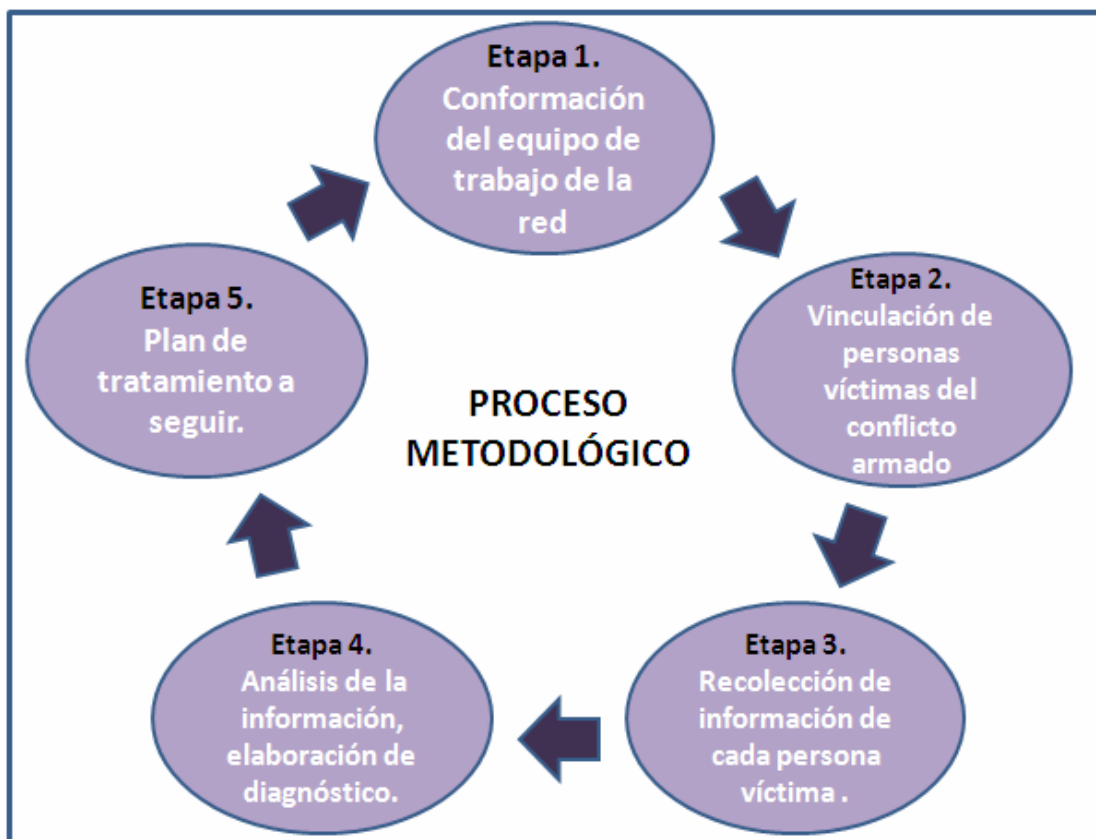 Etapa 1.
Conformación
del equipo de
trabajo de la
red
Etapa 2.
Vinculación de
personas
víctimas del
conflicto
armado
Etapa 3.
Recolección de
información de
cada persona
víctima .
Etapa 4.
Análisis de la
información,
elaboración de
diagnóstico.
Etapa 5.
Plan de
tratamiento a
seguir.
PROCESO
METODOLÓGICO